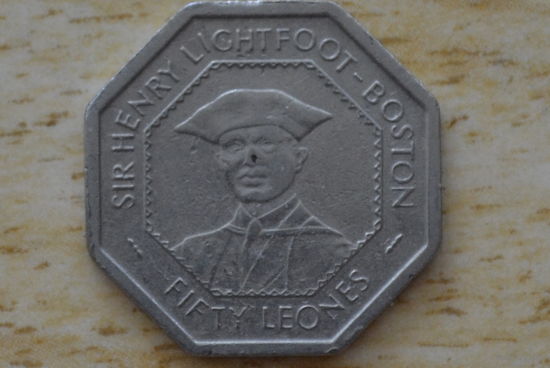 SIR HENRY LIGHTFOOT-BOSTON
FIFTY LEONES